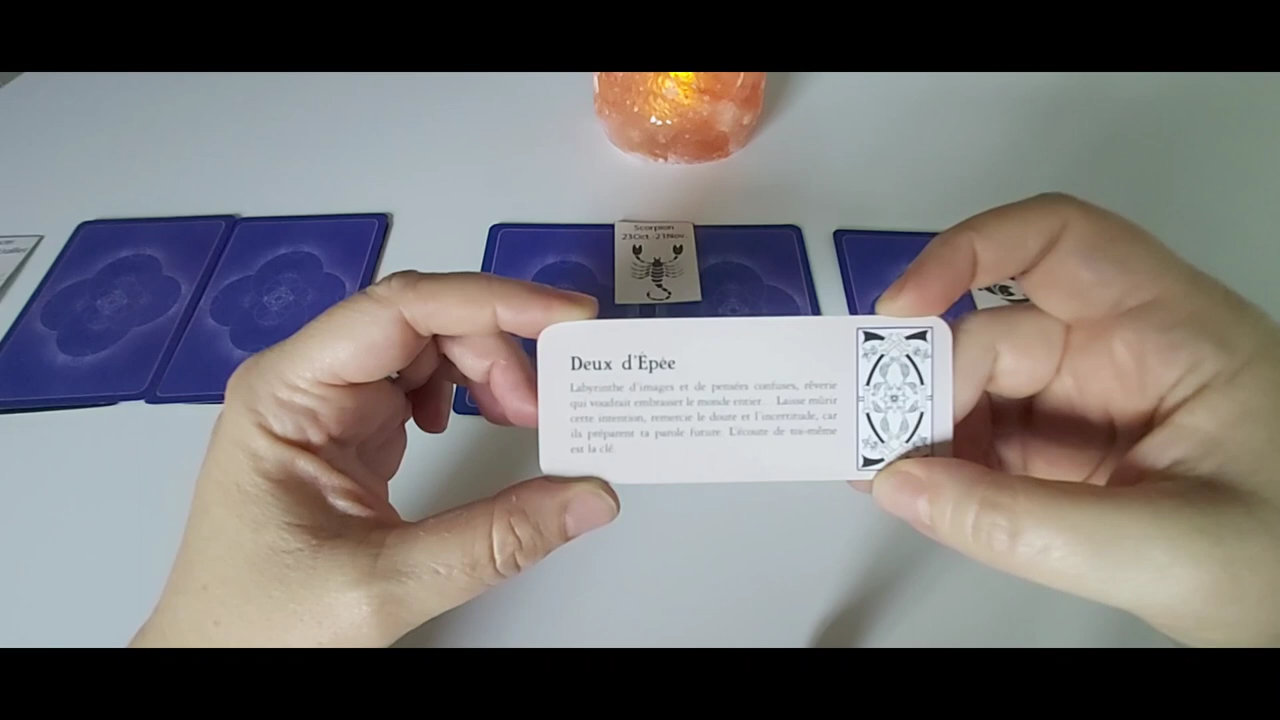 Scorpion
23Oct.-21Nov.
Deux d'Épée
Labyrinthe d'images et de pensées confuses, rêverie
qui voudrait embrasser le monde entier. Laisse mûrir
cette intention, remercie le doute et l'incertitude, car
ils préparent ta parole future. L'écoute de toi-même
est la clé.